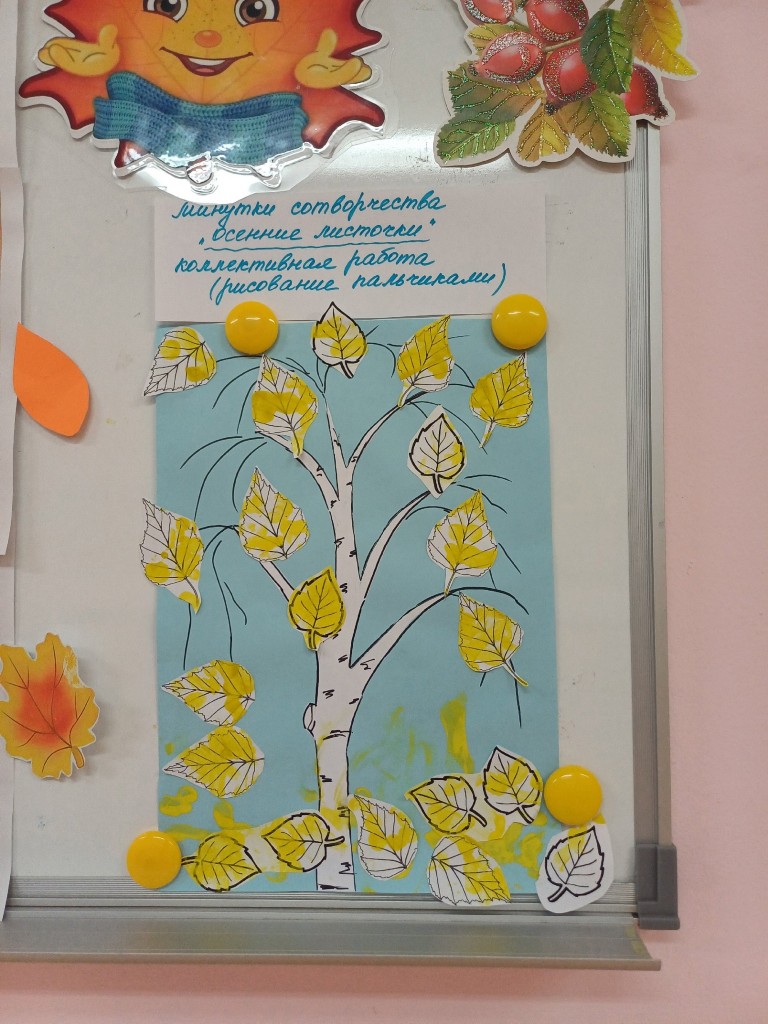 минутки сотворчества
„Осенние листочки"
коллективная работа
(рисование пальчиками)